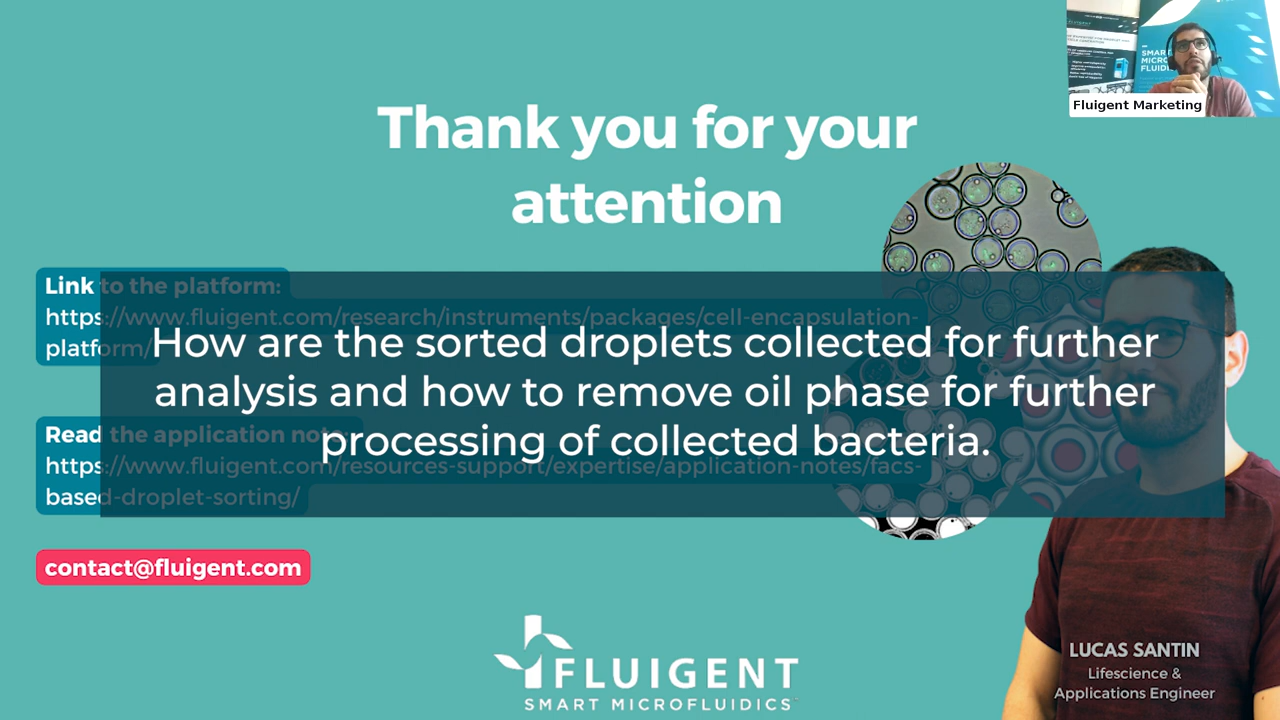 SMART
MICRO
FLUIDI
Fluigent Marketing
Thank you for your
attention
Link to the platform:
https://www.fluigent.com/research/instruments/packages/cell-encapsulation-
platform/
How are the sorted droplets collected for further
analysis and how to remove oil phase for further
processing of collected bacteria.
Read the application note:
https://www.fluigent.com/resources-support/expertise/application-notes/facs-
based-droplet-sorting/
contact@fluigent.com
FLUIGENT
SMART MICROFLUIDICS
LUCAS SANTIN
Lifescience &
Applications Engineer